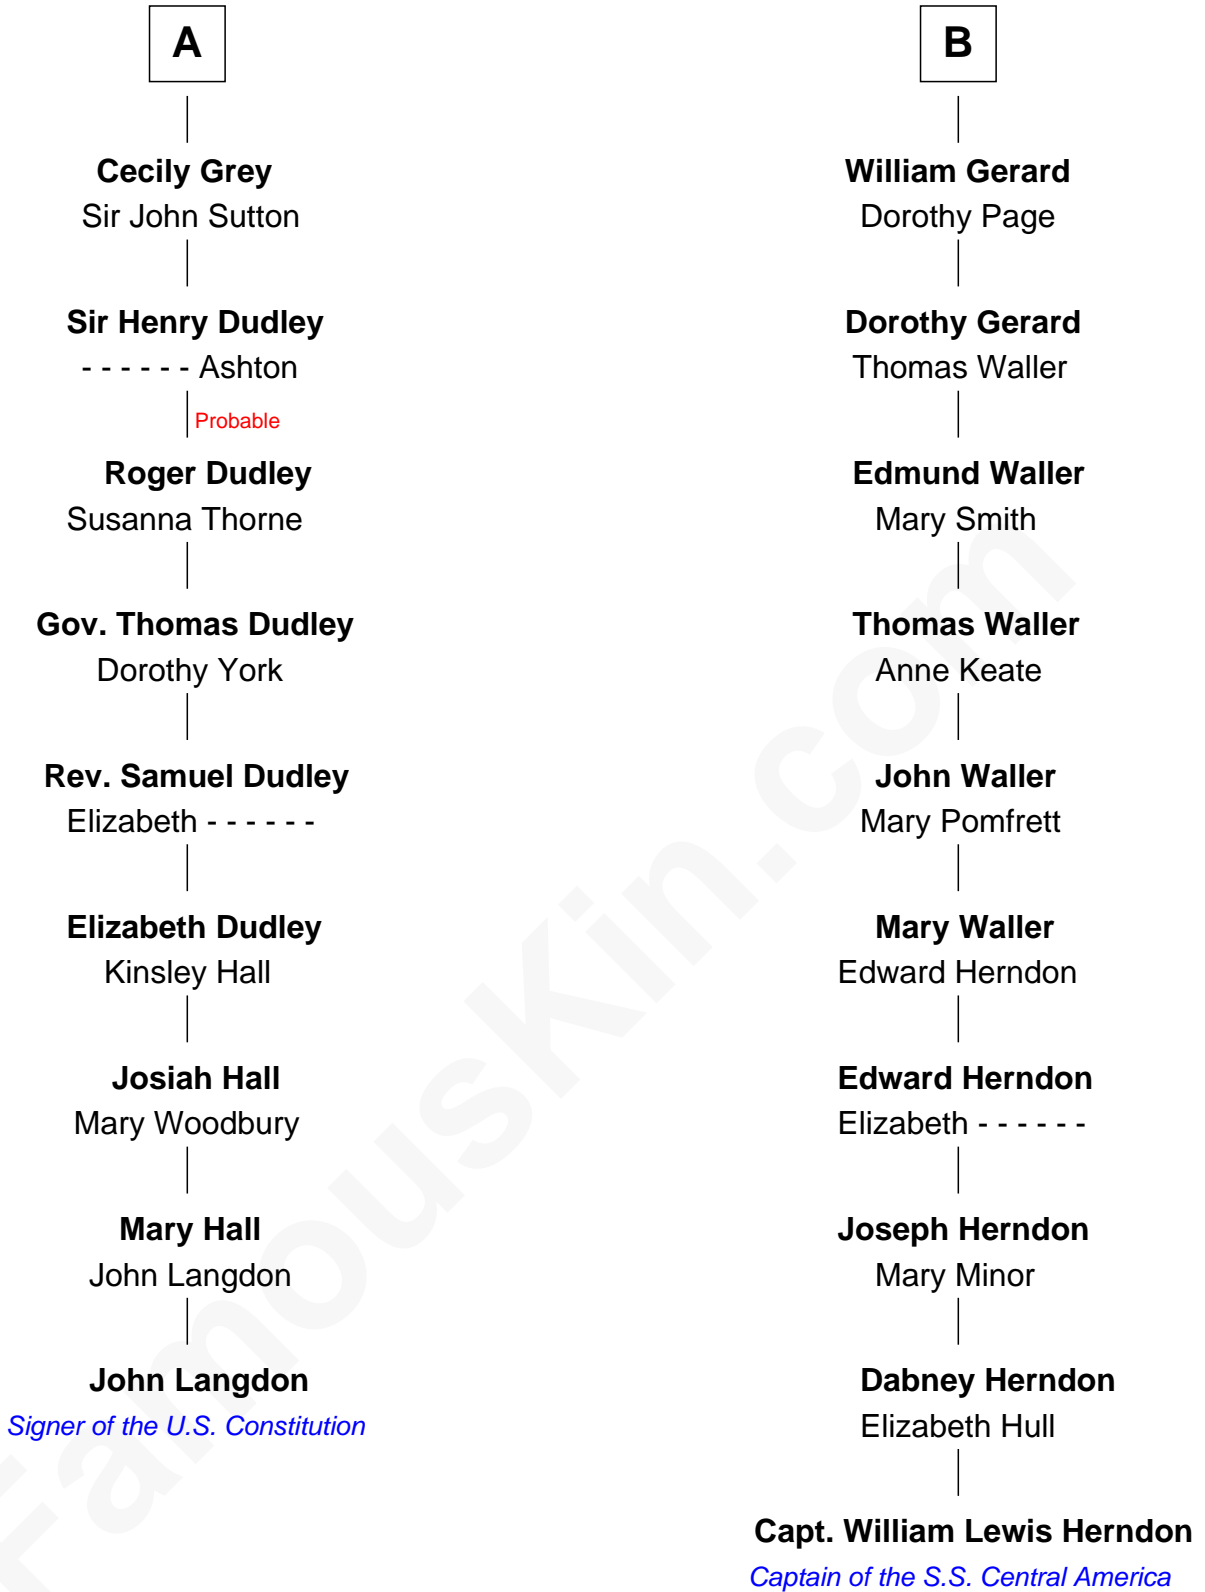 A
Cecily Grey
Sir John Sutton
Sir Henry Dudley
- - - - - - Ashton
Probable
Roger Dudley
Susanna Thorne
Gov. Thomas Dudley
Dorothy York
Rev. Samuel Dudley
Elizabeth - - - - - -
Elizabeth Dudley
Kinsley Hall
Josiah Hall
Mary Woodbury
Mary Hall
John Langdon
John Langdon
Signer of the U.S. Constitution
B
William Gerard
Dorothy Page
Dorothy Gerard
Thomas Waller
Edmund Waller
Mary Smith
Thomas Waller
Anne Keate
John Waller
Mary Pomfrett
Mary Waller
Edward Herndon
Edward Herndon
Elizabeth - - - - - -
Joseph Herndon
Mary Minor
Dabney Herndon
Elizabeth Hull
Capt. William Lewis Herndon
Captain of the S.S. Central America
FamousKin.com